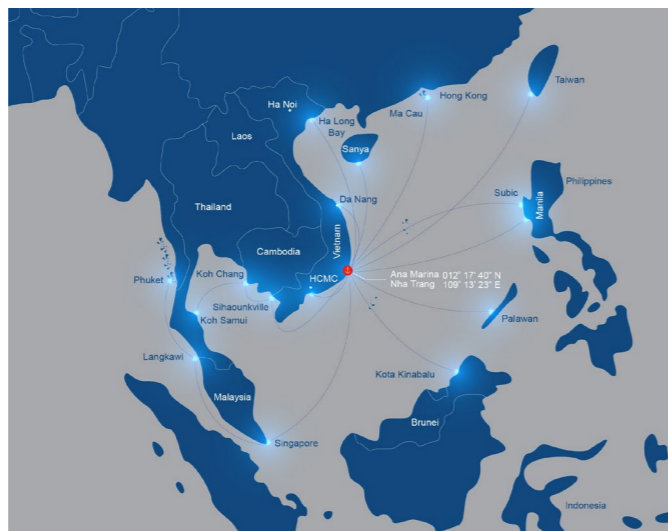 Taiwan
Hong Kong
Ma Cau
Ha Noi
Ha Long
Bay
Laos
Sanya
Thailand
Da Nang
Subic
Manila
Philippines
Vietnam
Cambodia
Phuket
Koh Chang
HCMC
Ana Marina 012° 17' 40" N
Nha Trang 109° 13' 23" E
Sihaounkville
Koh Samui
Palawan
Langkawi
Kota Kinabalu
Malaysia
Brunei
Singapore
Indonesia